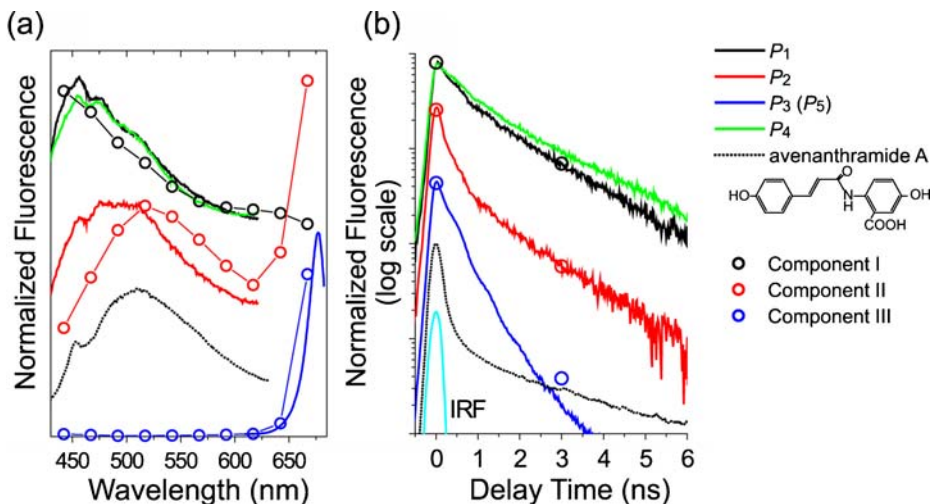 (a)
Normalized Fluorescence
450 500 550 600 650
Wavelength (nm)
(b)
Normalized Fluorescence
(log scale)
IRF
0 1 2 3 4 5 6
Delay Time (ns)
P1
P2
P3 (P5)
P4
avenanthramide A
HO
O
N
H
COOH
OH
Component I
Component II
Component III